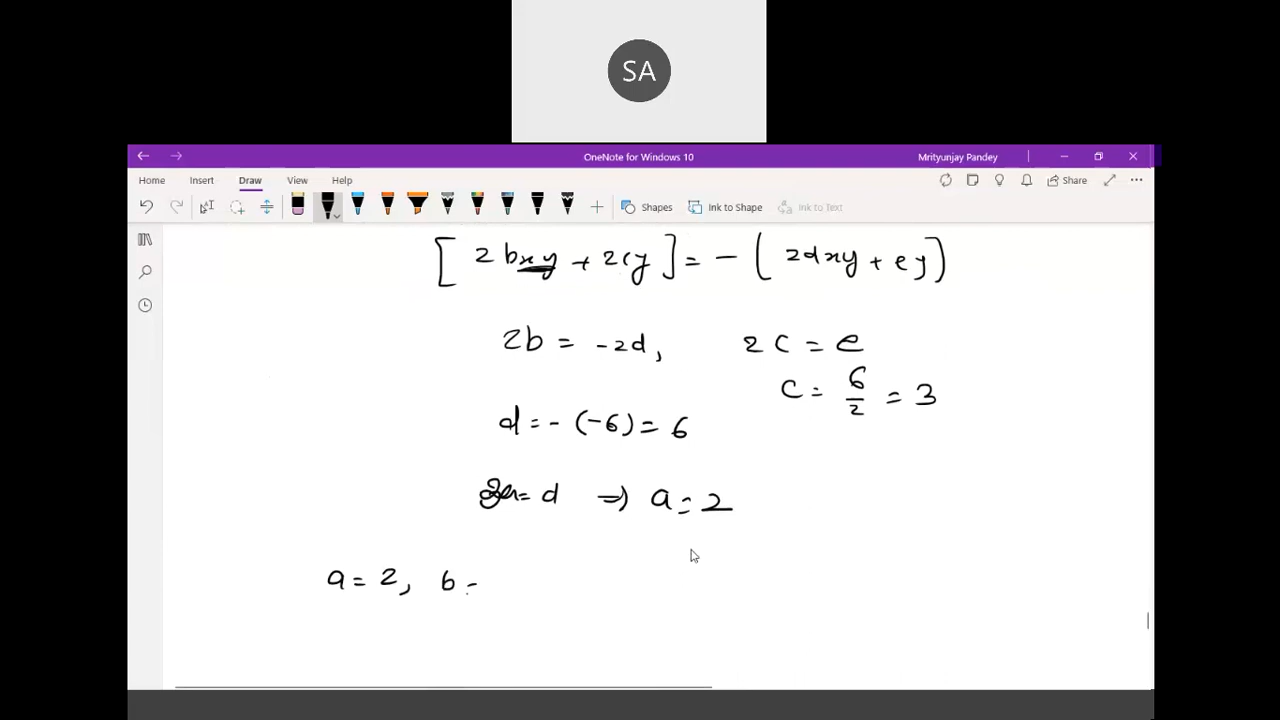 SA
OneNote for Windows 10 Mrityunjay Pandey
Home Insert Draw View Help Share
Shapes Ink to Shape Ink to Text
[ 2bxy + 2cy ] = - ( 2dxy + ey )
2b = -2d, 2c = e
c = 6/2 = 3
d = - (-6) = 6
= d => a = 2
a = 2, b =